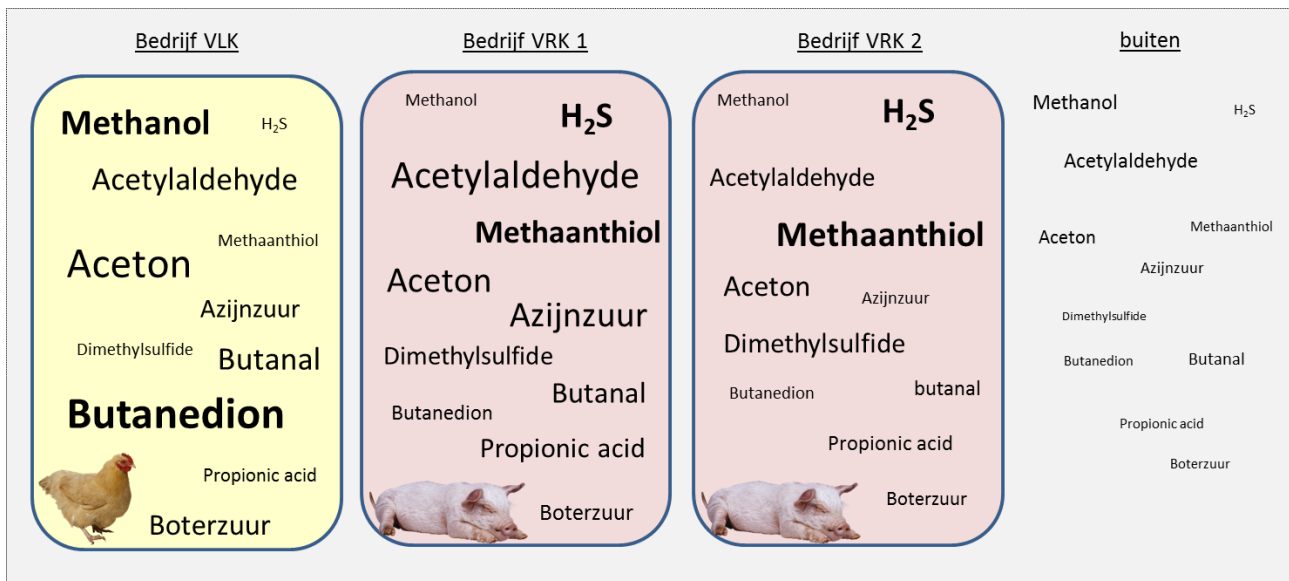 Bedrijf VLK
Methanol
H₂S
Acetylaldehyde
Methaanthiol
Aceton
Azijnzuur
Dimethylsulfide
Butanal
Butanedion
Propionic acid
Boterzuur
Bedrijf VRK 1
Methanol
H₂S
Acetylaldehyde
Methaanthiol
Aceton
Azijnzuur
Dimethylsulfide
Butanal
Butanedion
Propionic acid
Boterzuur
Bedrijf VRK 2
Methanol
H₂S
Acetylaldehyde
Methaanthiol
Aceton
Azijnzuur
Dimethylsulfide
Butanedion
butanal
Propionic acid
Boterzuur
buiten
Methanol
H₂S
Acetylaldehyde
Methaanthiol
Aceton
Azijnzuur
Dimethylsulfide
Butanedion
Butanal
Propionic acid
Boterzuur